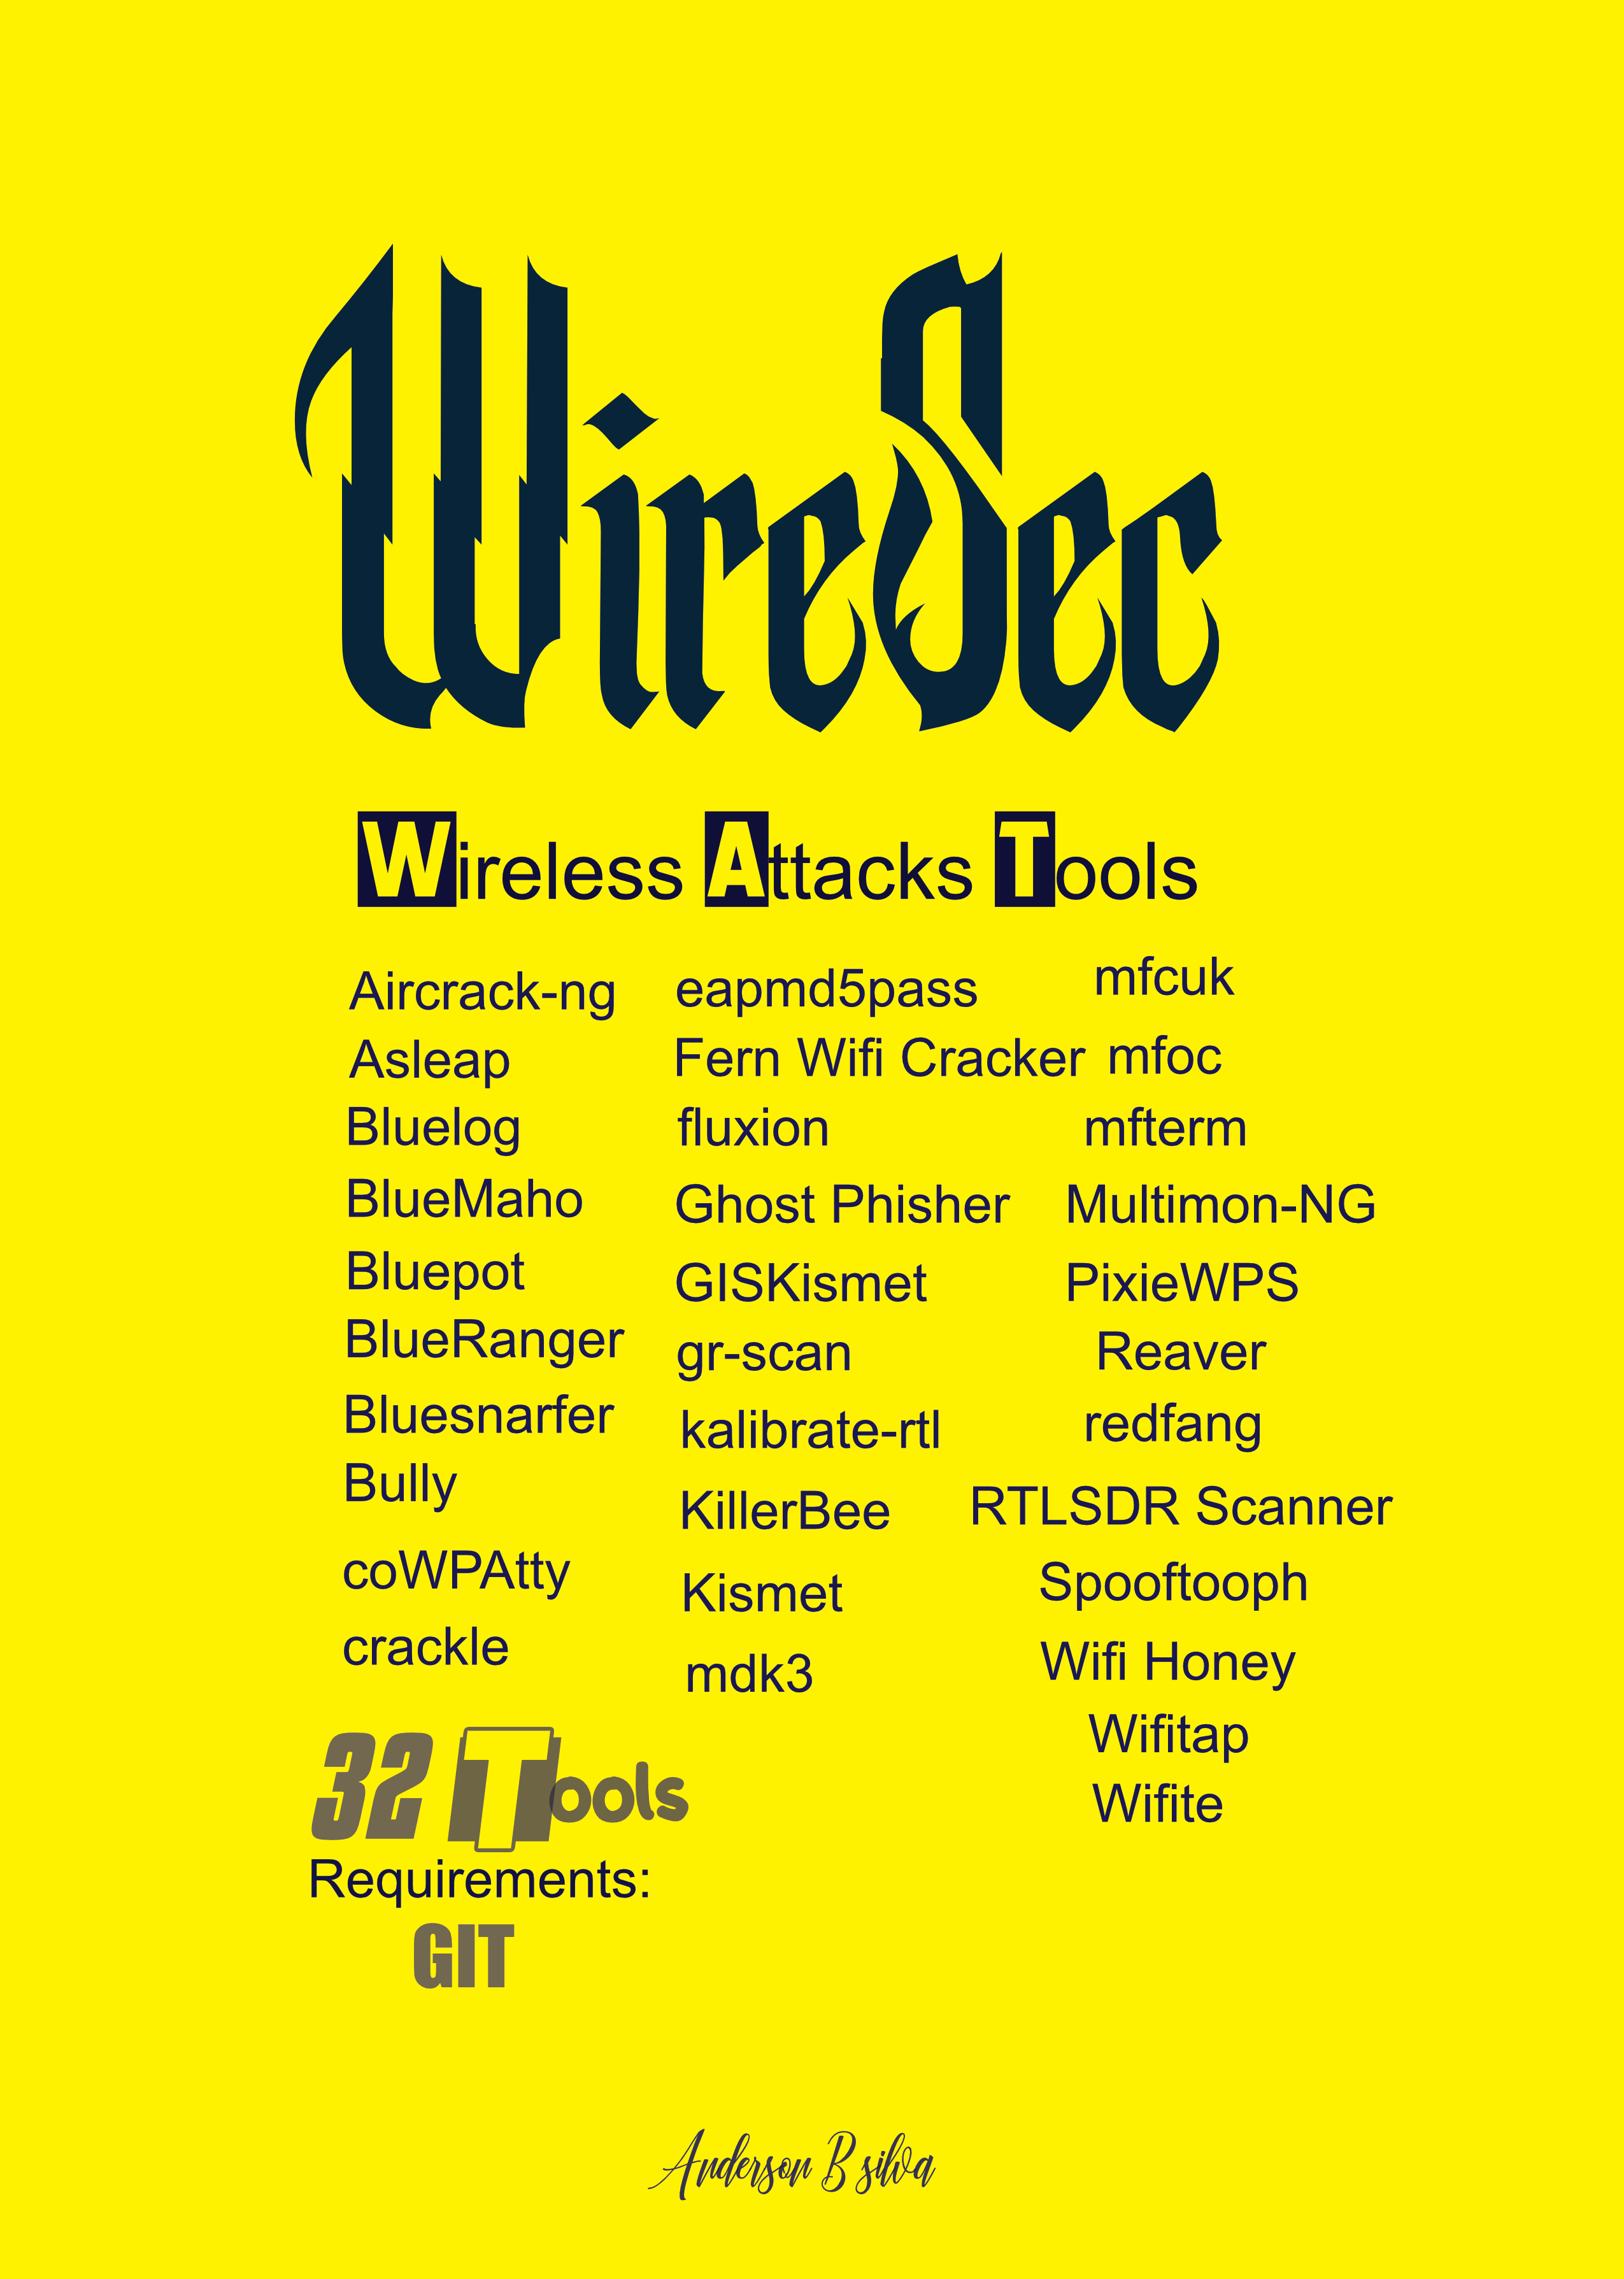 WireSec
Wireless Attacks Tools
Aircrack-ng
Asleap
Bluelog
BlueMaho
Bluepot
BlueRanger
Bluesnarfer
Bully
coWPAtty
crackle
eapmd5pass
Fern Wifi Cracker
fluxion
Ghost Phisher
GISKismet
gr-scan
kalibrate-rtl
KillerBee
Kismet
mdk3
mfcuk
mfoc
mfterm
Multimon-NG
PixieWPS
Reaver
redfang
RTLSDR Scanner
Spooftooph
Wifi Honey
Wifitap
Wifite
32 Tools
Requirements:
GIT
Anderson B silva